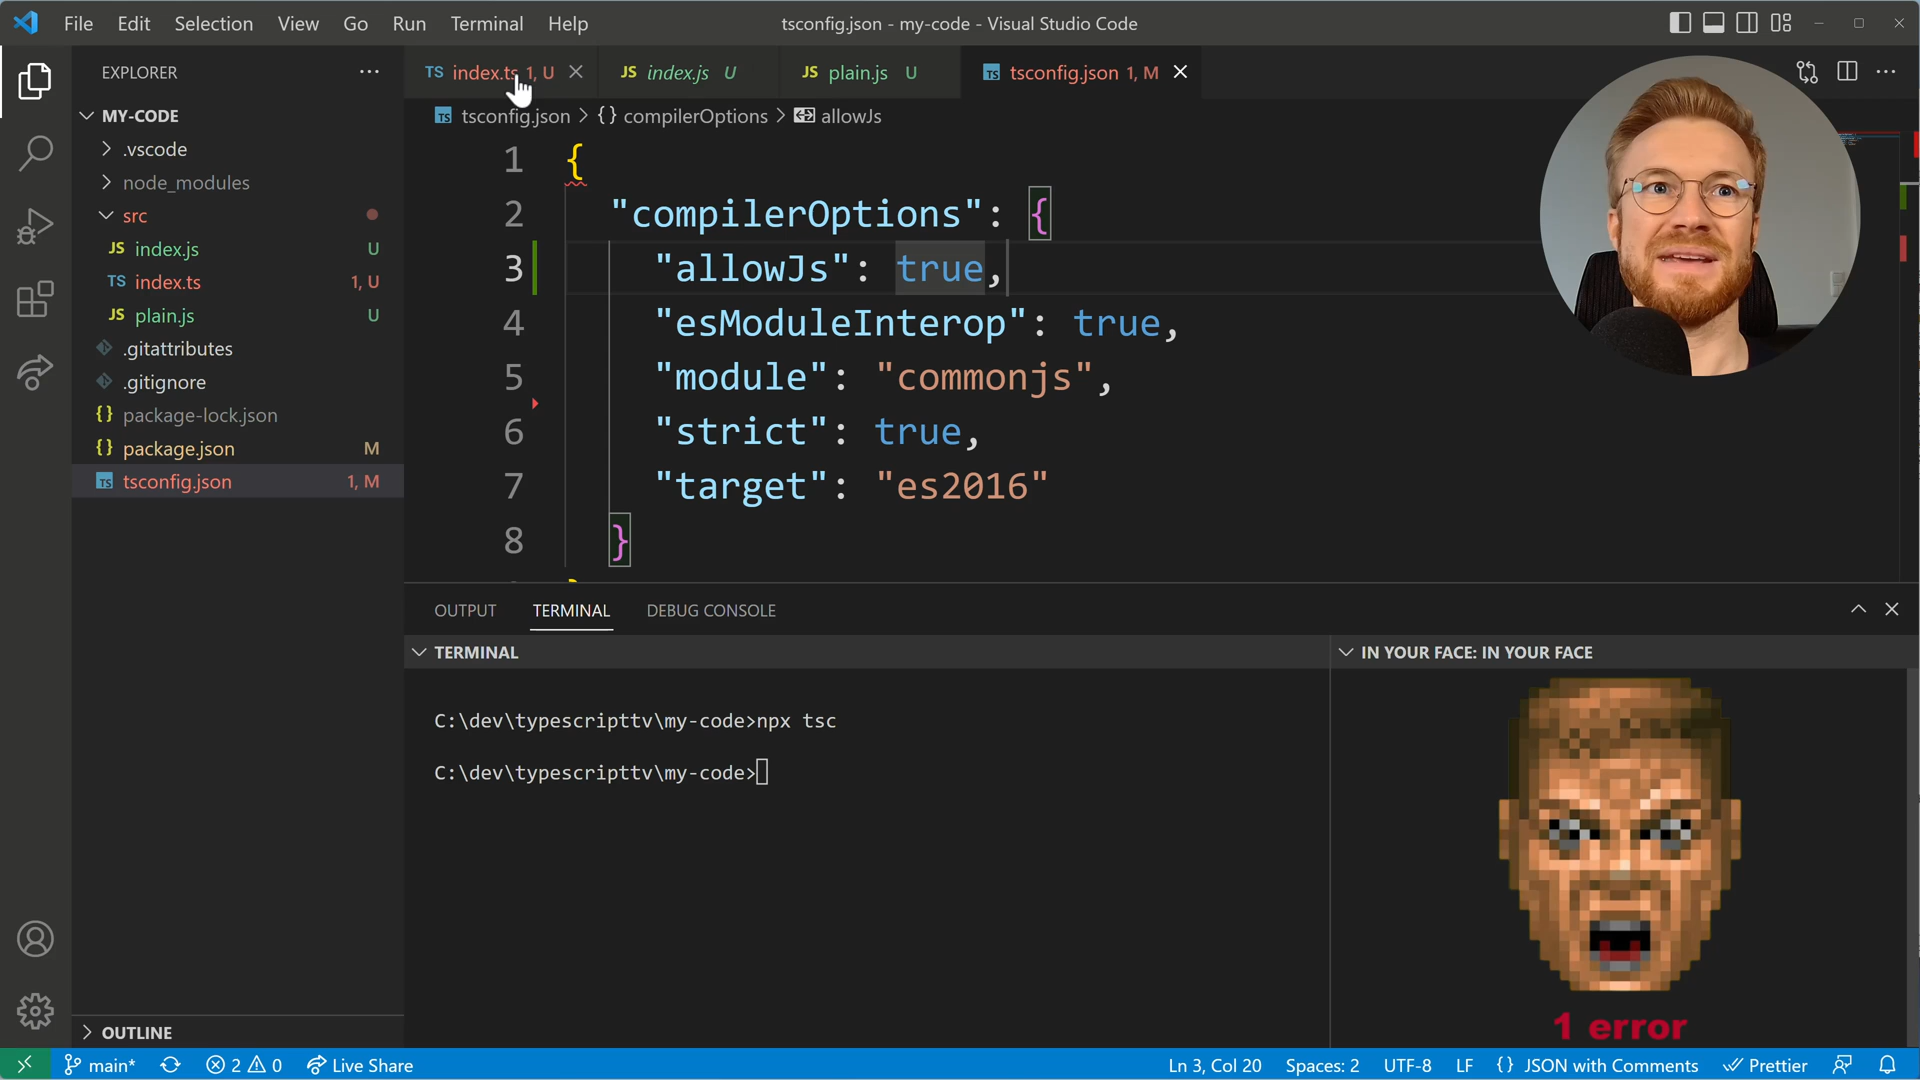 File Edit Selection View Go Run Terminal Help
tsconfig.json - my-code - Visual Studio Code
EXPLORER
TS index.ts 1, U
JS index.js U
JS plain.js U
TS tsconfig.json 1, M
MY-CODE
tsconfig.json > {} compilerOptions > allowJs
.vscode
node_modules
src
JS index.js U
TS index.ts 1, U
JS plain.js U
.gitattributes
.gitignore
{} package-lock.json
{} package.json M
TS tsconfig.json 1, M
1 {
2 "compilerOptions": {
3 "allowJs": true,
4 "esModuleInterop": true,
5 "module": "commonjs",
6 "strict": true,
7 "target": "es2016"
8 }
OUTPUT TERMINAL DEBUG CONSOLE
TERMINAL
IN YOUR FACE: IN YOUR FACE
C:\dev\typescripttv\my-code>npx tsc
C:\dev\typescripttv\my-code>
1 error
OUTLINE
main* 2 0 Live Share
Ln 3, Col 20 Spaces: 2 UTF-8 LF {} JSON with Comments Prettier